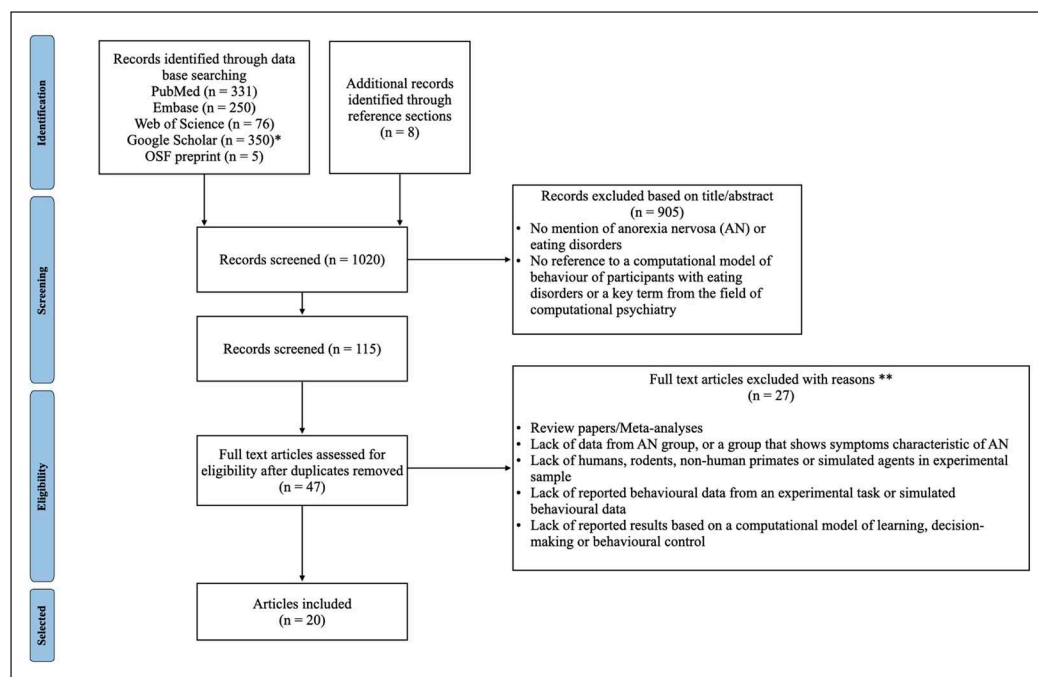 Identification
Records identified through data
base searching
PubMed (n = 331)
Embase (n = 250)
Web of Science (n = 76)
Google Scholar (n = 350)*
OSF preprint (n = 5)
Additional records
identified through
reference sections
(n = 8)
Screening
Records screened (n = 1020)
Records excluded based on title/abstract
(n = 905)
• No mention of anorexia nervosa (AN) or
eating disorders
• No reference to a computational model of
behaviour of participants with eating
disorders or a key term from the field of
computational psychiatry
Records screened (n = 115)
Eligibility
Full text articles assessed for
eligibility after duplicates removed
(n = 47)
Full text articles excluded with reasons **
(n = 27)
• Review papers/Meta-analyses
• Lack of data from AN group, or a group that shows symptoms characteristic of AN
• Lack of humans, rodents, non-human primates or simulated agents in experimental
sample
• Lack of reported behavioural data from an experimental task or simulated
behavioural data
• Lack of reported results based on a computational model of learning, decision-
making or behavioural control
Selected
Articles included
(n = 20)